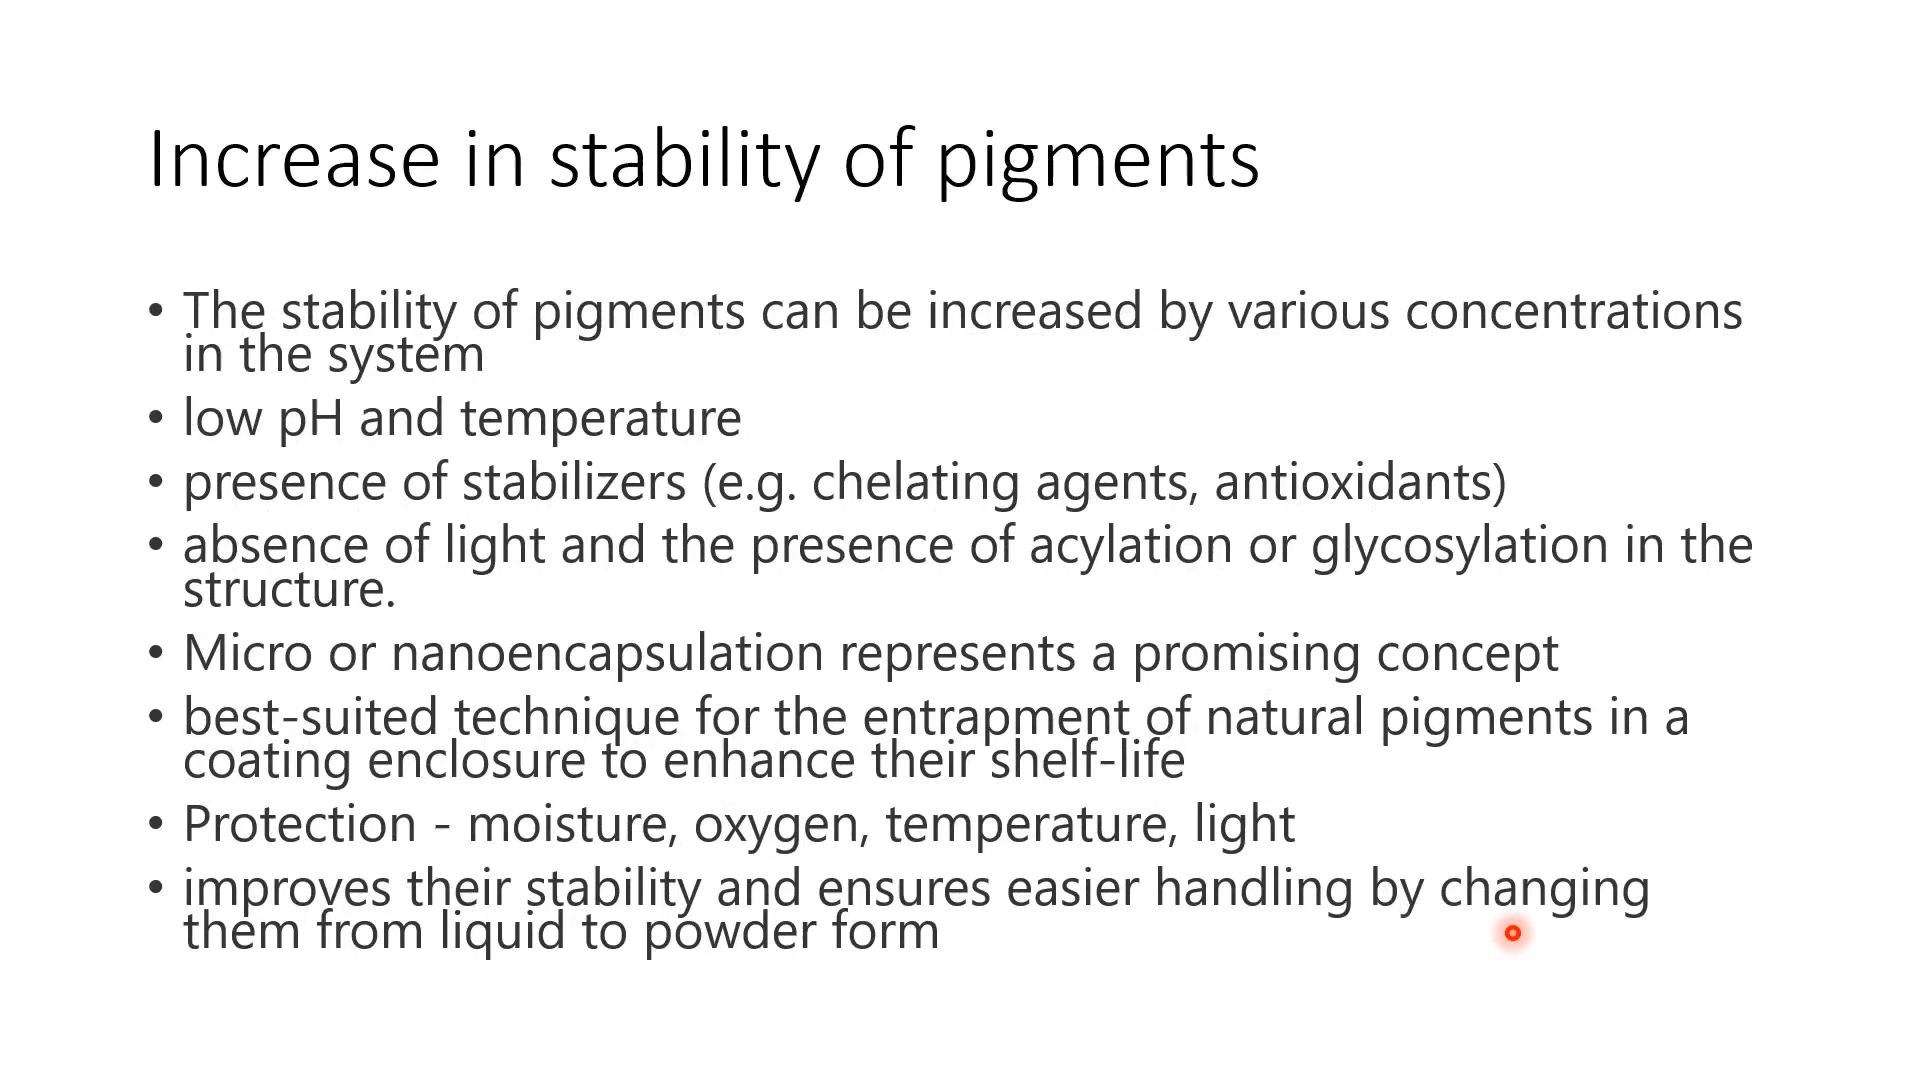 Increase in stability of pigments
• The stability of pigments can be increased by various concentrations
in the system
• low pH and temperature
• presence of stabilizers (e.g. chelating agents, antioxidants)
• absence of light and the presence of acylation or glycosylation in the
structure.
• Micro or nanoencapsulation represents a promising concept
• best-suited technique for the entrapment of natural pigments in a
coating enclosure to enhance their shelf-life
• Protection - moisture, oxygen, temperature, light
• improves their stability and ensures easier handling by changing
them from liquid to powder form